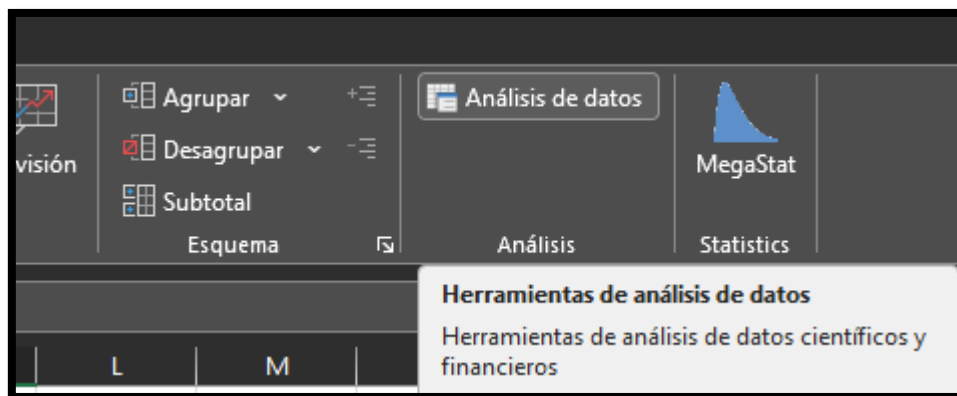 Agrupar
Análisis de datos
Desagrupar
visión
MegaStat
Subtotal
Esquema
Análisis
Statistics
Herramientas de análisis de datos
Herramientas de análisis de datos científicos y
financieros
L
M